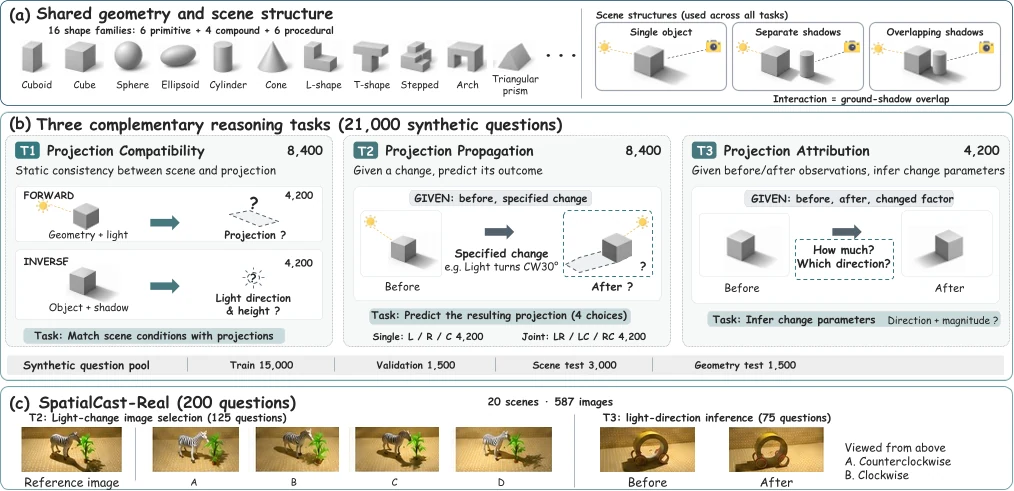 (a) Shared geometry and scene structure
16 shape families: 6 primitive + 4 compound + 6 procedural
Cuboid Cube Sphere Ellipsoid Cylinder Cone L-shape T-shape Stepped Arch Triangular prism
Scene structures (used across all tasks)
Single object Separate shadows Overlapping shadows
Interaction = ground-shadow overlap
(b) Three complementary reasoning tasks (21,000 synthetic questions)
T1 Projection Compatibility 8,400
Static consistency between scene and projection
FORWARD 4,200
?
Geometry + light Projection ?
INVERSE 4,200
?
Object + shadow Light direction & height ?
Task: Match scene conditions with projections
T2 Projection Propagation 8,400
Given a change, predict its outcome
GIVEN: before, specified change
Specified change
e.g. Light turns CW30°
?
Before After ?
Task: Predict the resulting projection (4 choices)
Single: L / R / C 4,200 Joint: LR / LC / RC 4,200
T3 Projection Attribution 4,200
Given before/after observations, infer change parameters
GIVEN: before, after, changed factor
How much?
Which direction?
Before After
Task: Infer change parameters Direction + magnitude ?
Synthetic question pool Train 15,000 Validation 1,500 Scene test 3,000 Geometry test 1,500
(c) SpatialCast-Real (200 questions)
20 scenes · 587 images
T2: Light-change image selection (125 questions)
Reference image A B C D
T3: light-direction inference (75 questions)
Before After
Viewed from above
A. Counterclockwise
B. Clockwise